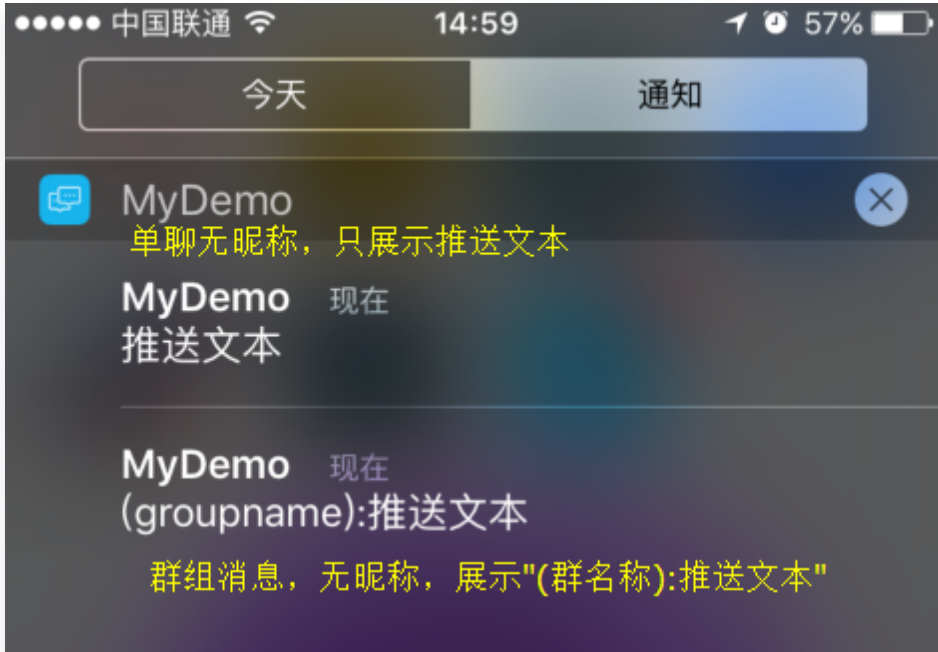 中国联通 14:59 57%
今天 通知
MyDemo
单聊无昵称，只展示推送文本
MyDemo 现在
推送文本
MyDemo 现在
(groupname):推送文本
群组消息，无昵称，展示"(群名称):推送文本"